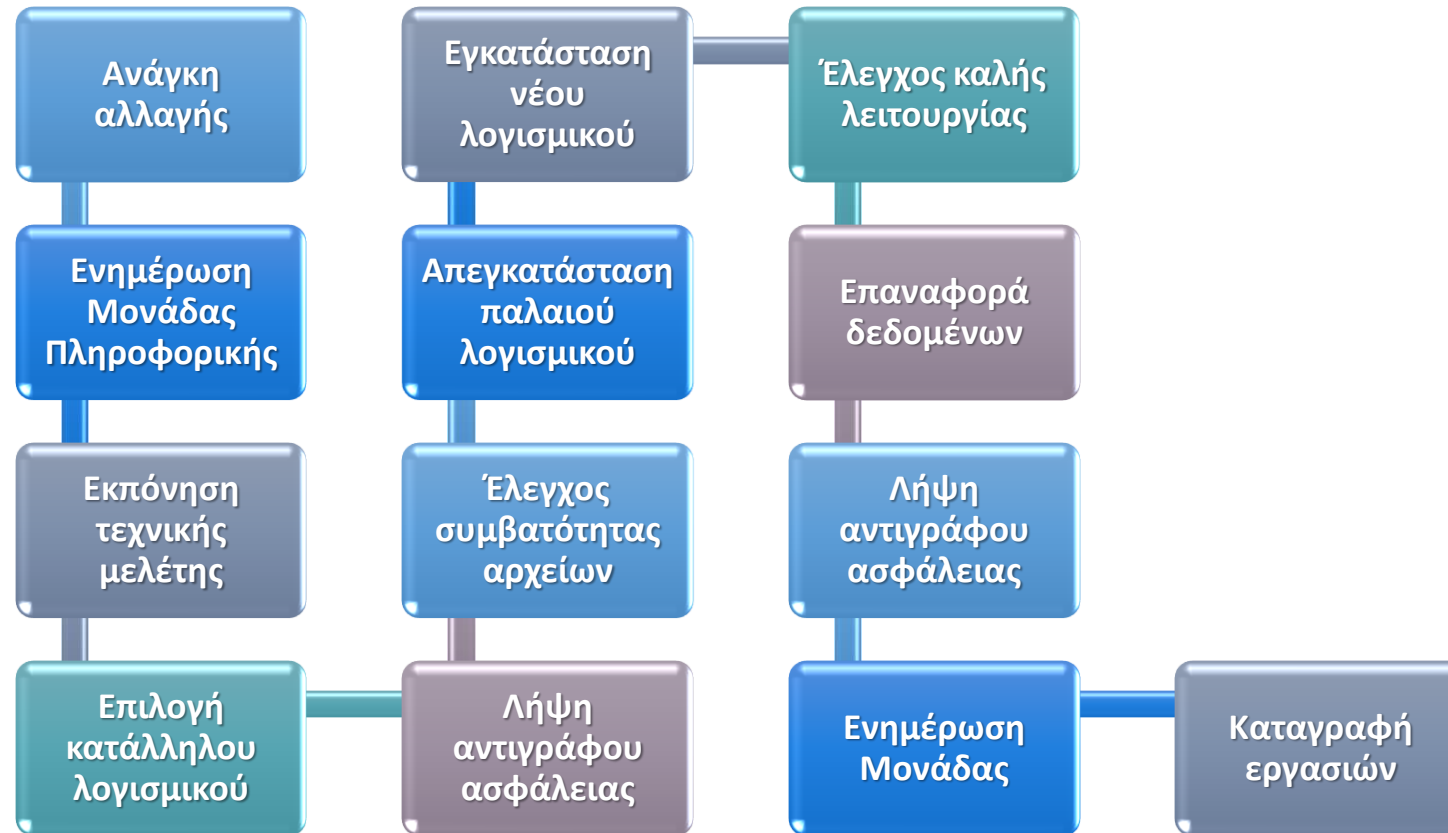 Ανάγκη
αλλαγής
Ενημέρωση
Μονάδας
Πληροφορικής
Εκπόνηση
τεχνικής
μελέτης
Επιλογή
κατάλληλου
λογισμικού
Λήψη
αντιγράφου
ασφάλειας
Έλεγχος
συμβατότητας
αρχείων
Απεγκατάσταση
παλαιού
λογισμικού
Εγκατάσταση
νέου
λογισμικού
Έλεγχος καλής
λειτουργίας
Επαναφορά
δεδομένων
Λήψη
αντιγράφου
ασφάλειας
Ενημέρωση
Μονάδας
Καταγραφή
εργασιών